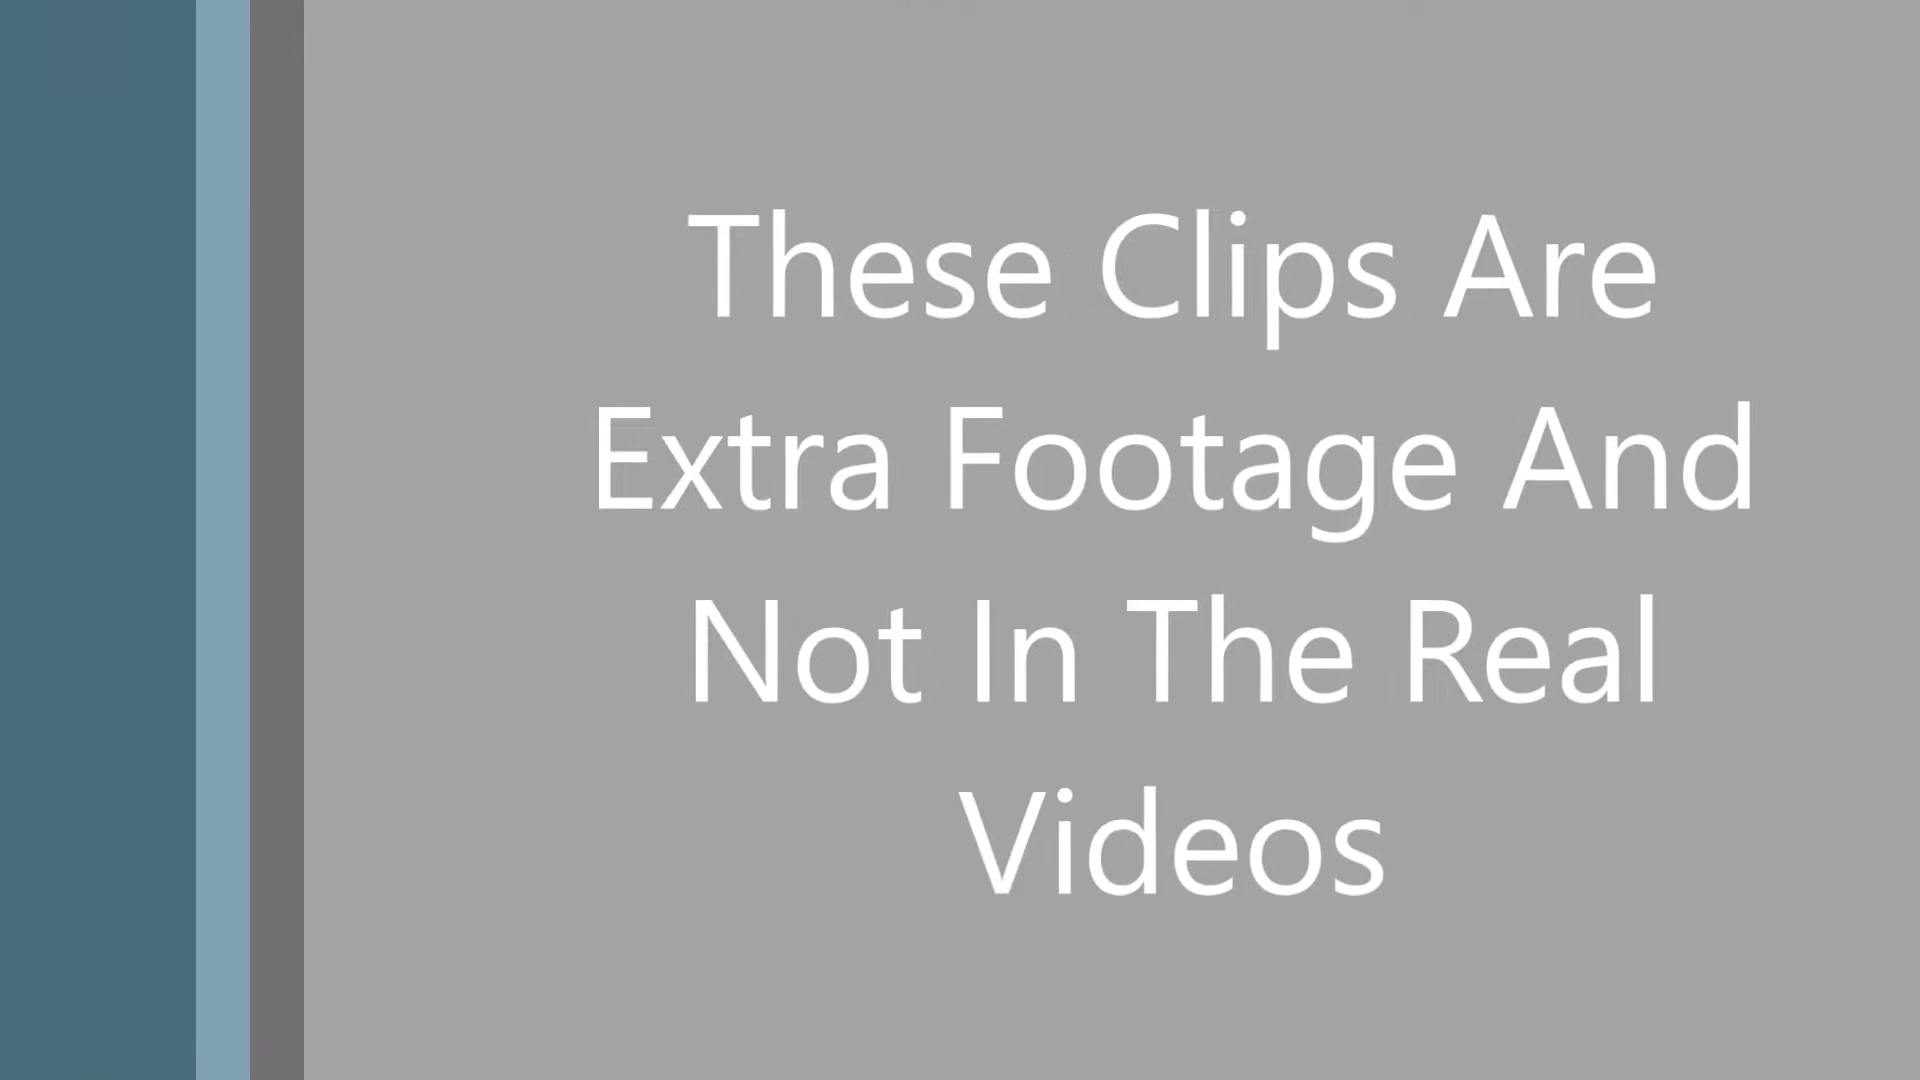 These Clips Are
Extra Footage And
Not In The Real
Videos